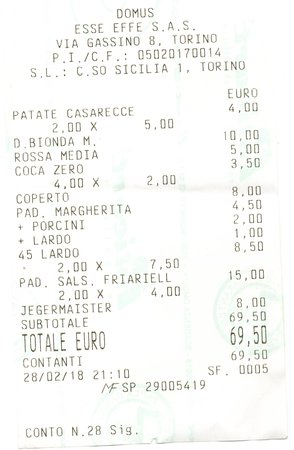 DOMUS
ESSE EFFE S.A.S.
VIA GASSINO 8, TORINO
P.I./C.F.: 05020170014
S.L.: C.SO SICILIA 1, TORINO
EURO
PATATE CASARECCE 4,00
2,00 X 5,00
D.BIONDA M. 10,00
ROSSA MEDIA 5,00
COCA ZERO 3,50
4,00 X 2,00
COPERTO 8,00
PAD. MARGHERITA 4,50
+ PORCINI 2,00
+ LARDO 1,00
45 LARDO 8,50
2,00 X 7,50
PAD. SALS. FRIARIELL 15,00
2,00 X 4,00
JEGERMAISTER 8,00
SUBTOTALE 69,50
TOTALE EURO 69,50
CONTANTI 69,50
28/02/18 21:10 SF. 0005
MF SP 29005419
CONTO N.28 Sig.